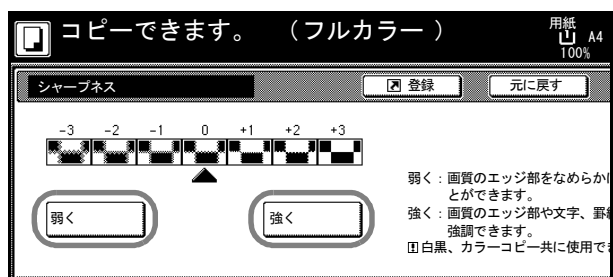 コピーできます。 （フルカラー ）
用紙
A4
100%
シャープネス
登録
元に戻す
-3 -2 -1 0 +1 +2 +3
弱く
強く
弱く：画質のエッジ部をなめらか
とができます。
強く：画質のエッジ部や文字、
強調できます。
白黒、カラーコピー共に使用で